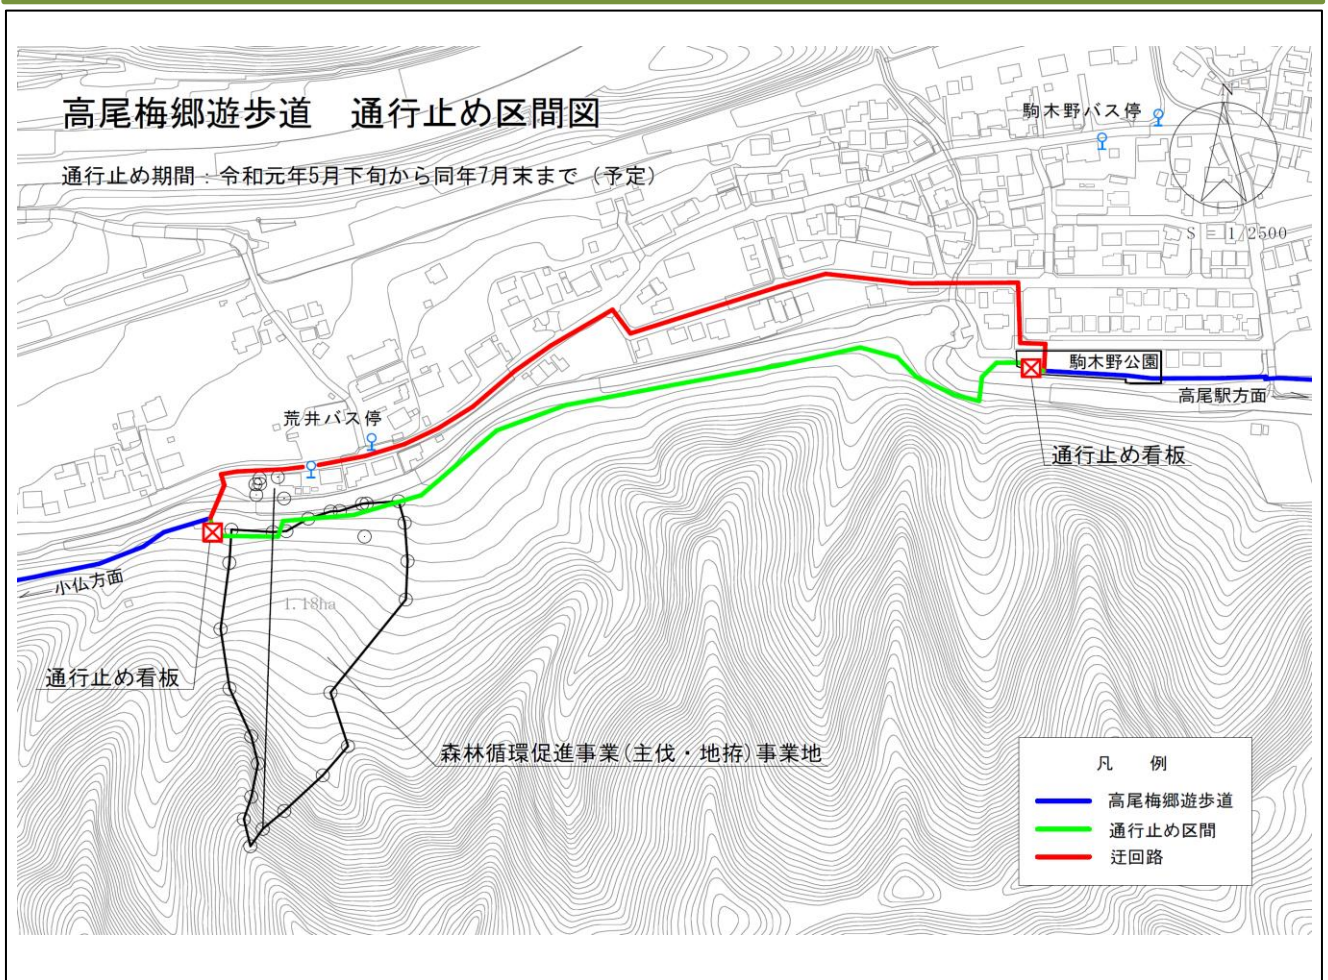 高尾梅郷遊歩道　通行止め区間図
通行止め期間：令和元年5月下旬から同年7月末まで（予定）
駒木野バス停
N
S = 1/2500
駒木野公園
高尾駅方面
通行止め看板
荒井バス停
小仏方面
1.18ha
通行止め看板
森林循環促進事業(主伐・地拵)事業地
凡　例
高尾梅郷遊歩道
通行止め区間
迂回路